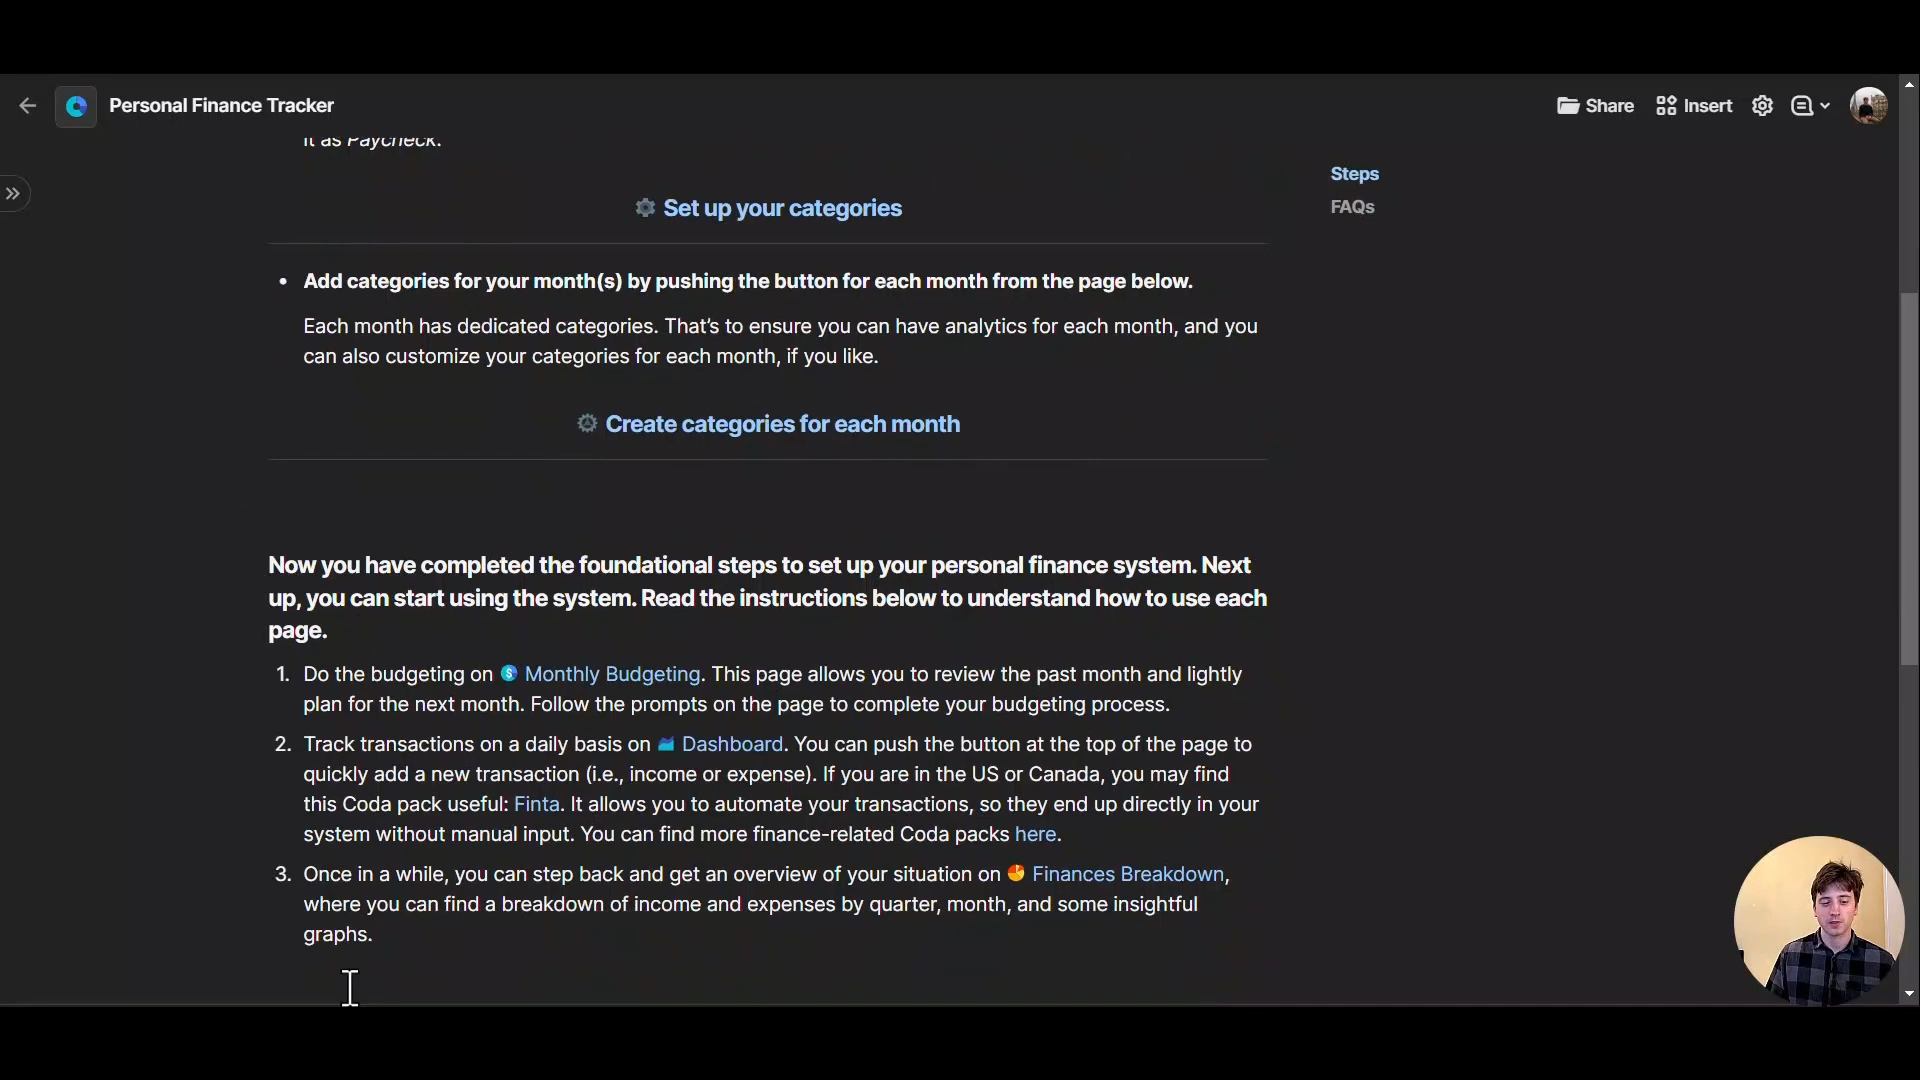 Personal Finance Tracker
Share
Insert
it as Paycheck.
Steps
FAQs
Set up your categories
• Add categories for your month(s) by pushing the button for each month from the page below.
Each month has dedicated categories. That's to ensure you can have analytics for each month, and you
can also customize your categories for each month, if you like.
Create categories for each month
Now you have completed the foundational steps to set up your personal finance system. Next
up, you can start using the system. Read the instructions below to understand how to use each
page.
1. Do the budgeting on Monthly Budgeting. This page allows you to review the past month and lightly
plan for the next month. Follow the prompts on the page to complete your budgeting process.
2. Track transactions on a daily basis on Dashboard. You can push the button at the top of the page to
quickly add a new transaction (i.e., income or expense). If you are in the US or Canada, you may find
this Coda pack useful: Finta. It allows you to automate your transactions, so they end up directly in your
system without manual input. You can find more finance-related Coda packs here.
3. Once in a while, you can step back and get an overview of your situation on Finances Breakdown,
where you can find a breakdown of income and expenses by quarter, month, and some insightful
graphs.